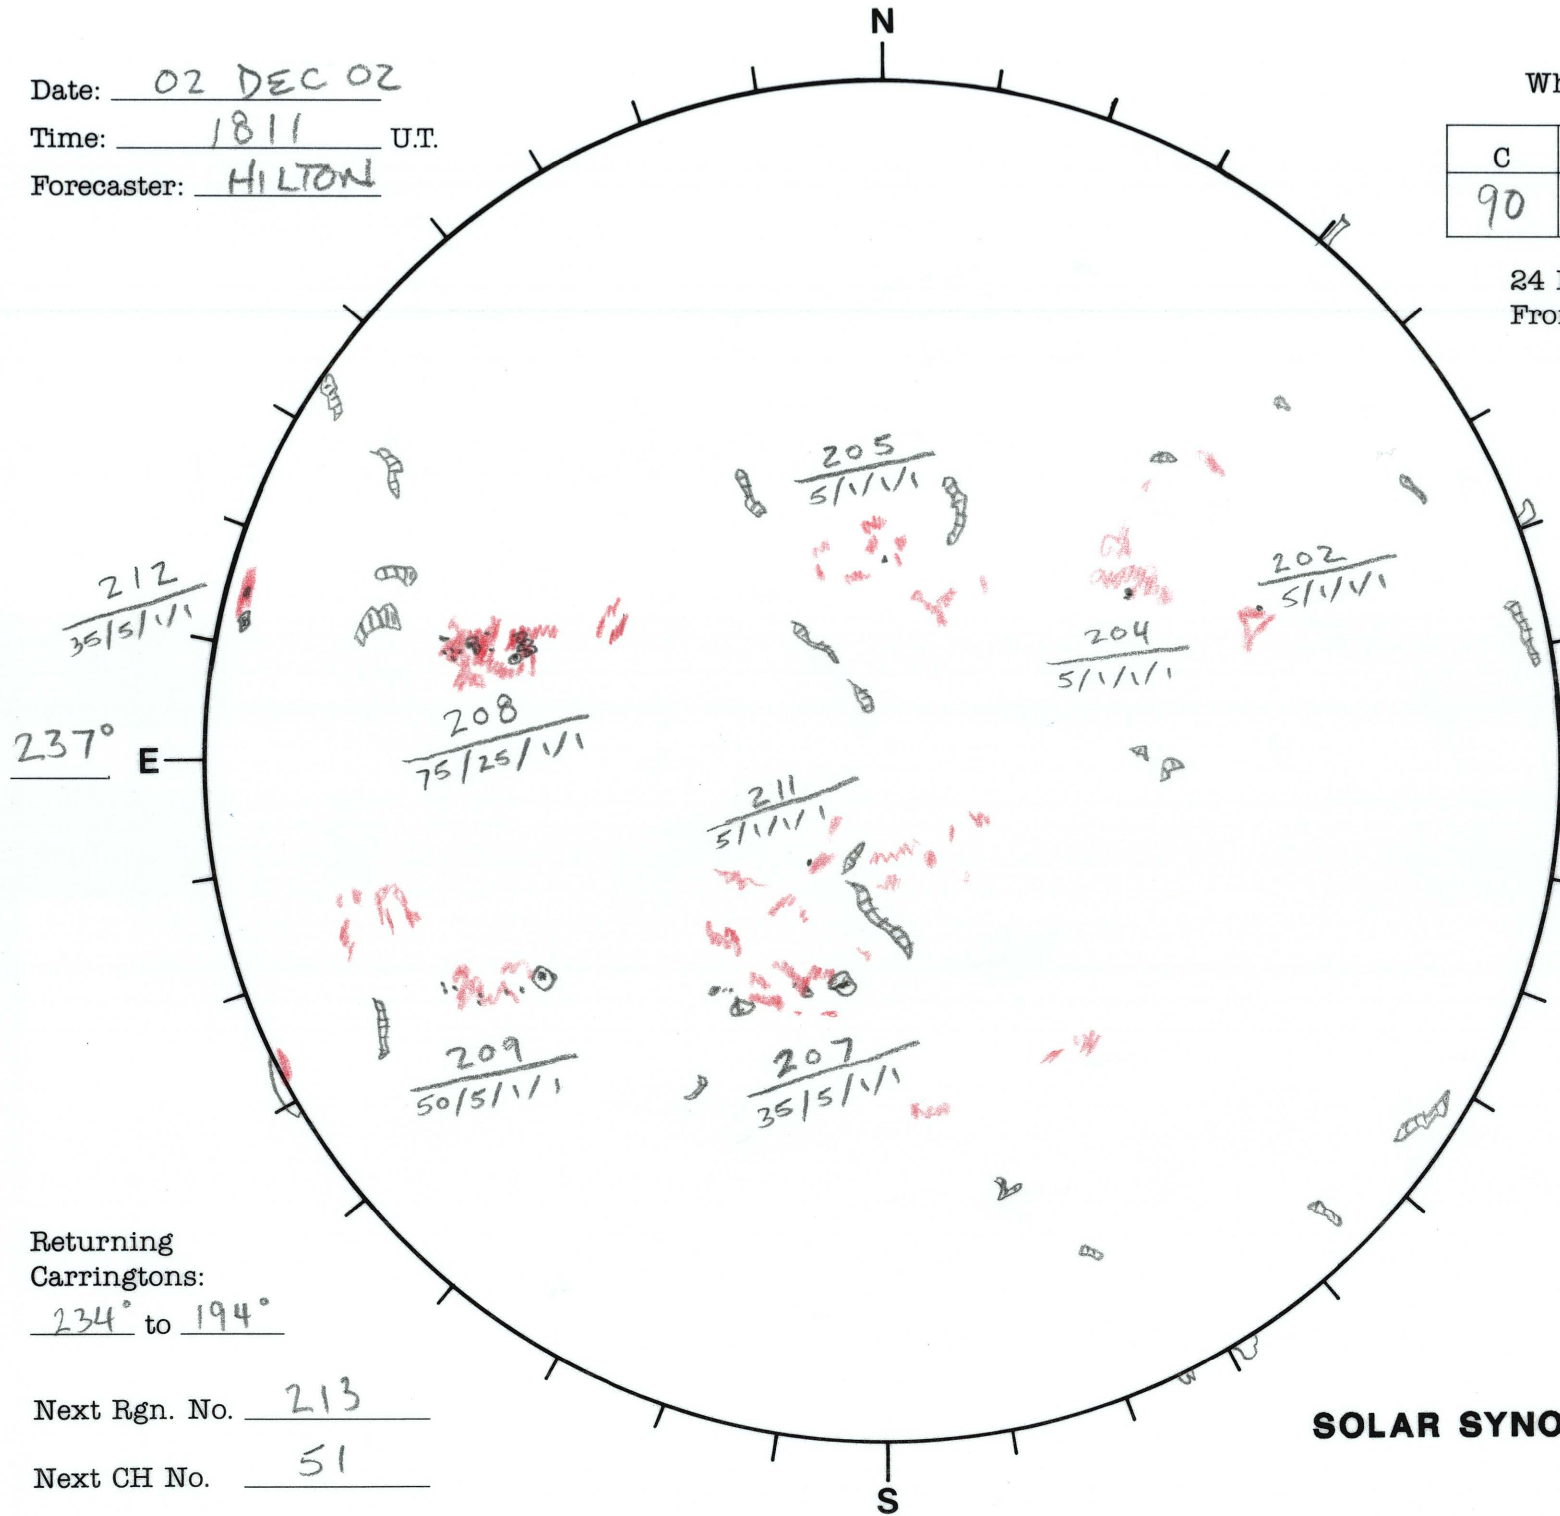 N
Date: 02 DEC 02
Time: 1811 U.T.
Forecaster: HILTON
C
90
24
205
5/1/1/1
212
35/5/1/1
202
5/1/1/1
204
5/1/1/1
208
75/25/1/1
237° E
211
5/1/1/1
209
50/5/1/1
207
35/5/1/1
Returning
Carringtons:
234° to 194°
Next Rgn. No. 213
Next CH No. 51
SOLAR SYNO
S